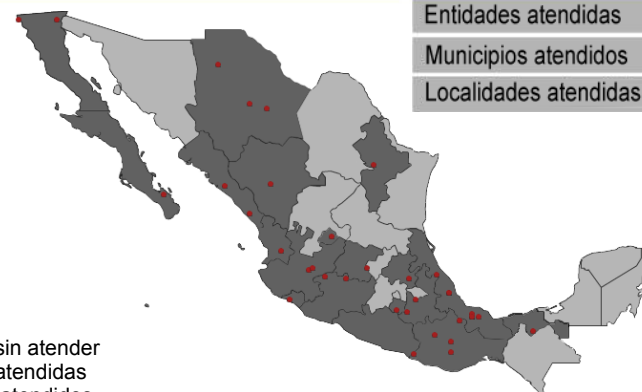 Entidades atendidas
Municipios atendidos
Localidades atendidas
sin atender
atendidas